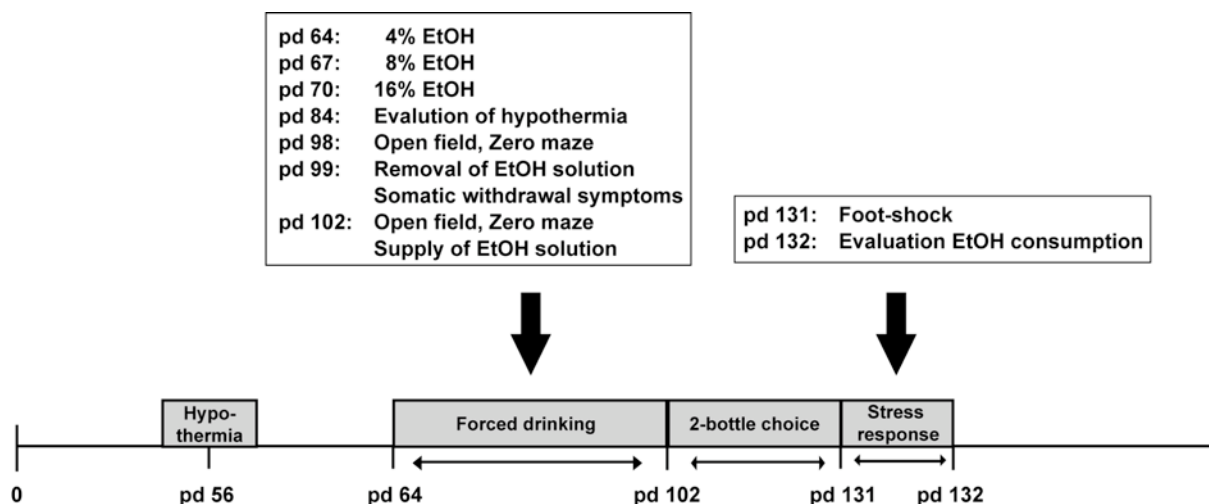 pd 64: 4% EtOH
pd 67: 8% EtOH
pd 70: 16% EtOH
pd 84: Evalution of hypothermia
pd 98: Open field, Zero maze
pd 99: Removal of EtOH solution
Somatic withdrawal symptoms
pd 102: Open field, Zero maze
Supply of EtOH solution
pd 131: Foot-shock
pd 132: Evaluation EtOH consumption
Hypo-
thermia
Forced drinking
2-bottle choice
Stress
response
0
pd 56
pd 64
pd 102
pd 131
pd 132